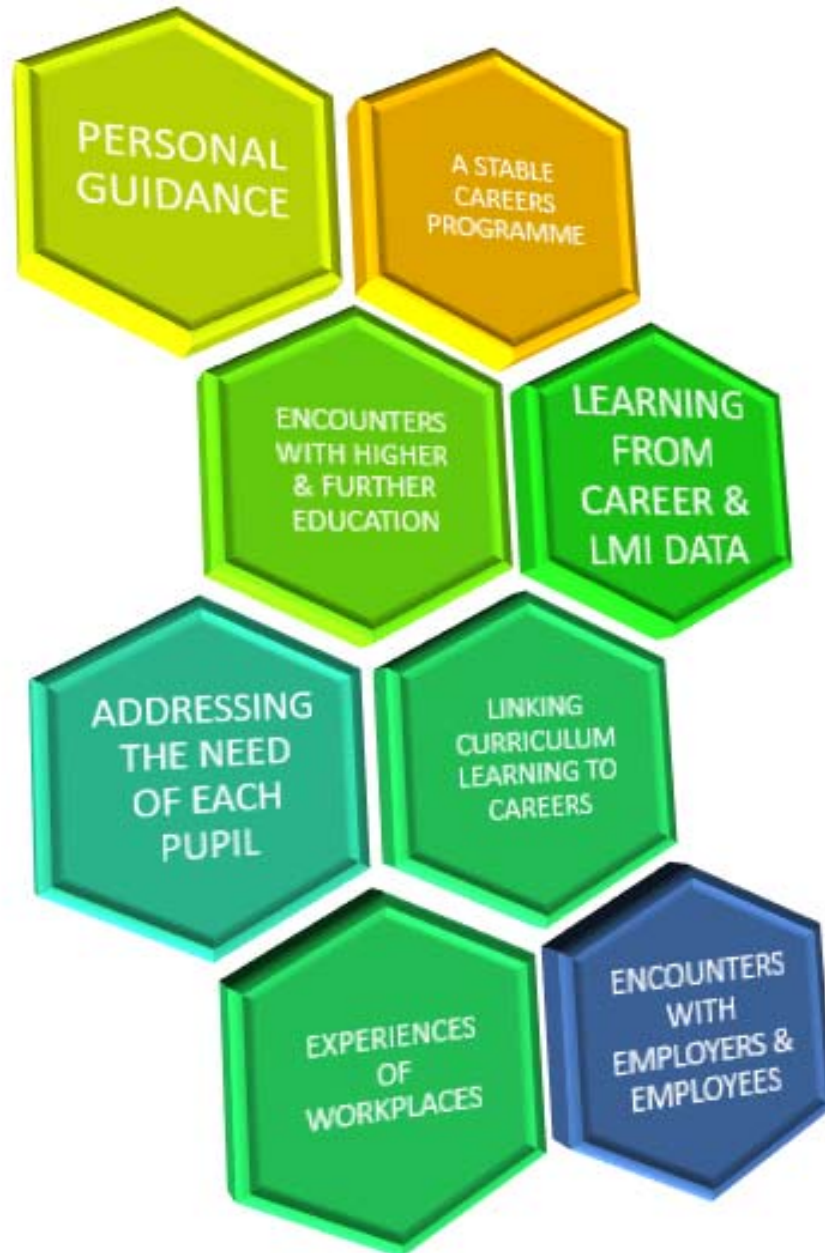 PERSONAL
GUIDANCE
A STABLE
CAREERS
PROGRAMME
ENCOUNTERS
WITH HIGHER
& FURTHER
EDUCATION
LEARNING
FROM
CAREER &
LMI DATA
ADDRESSING
THE NEED
OF EACH
PUPIL
LINKING
CURRICULUM
LEARNING TO
CAREERS
EXPERIENCES
OF
WORKPLACES
ENCOUNTERS
WITH
EMPLOYERS &
EMPLOYEES